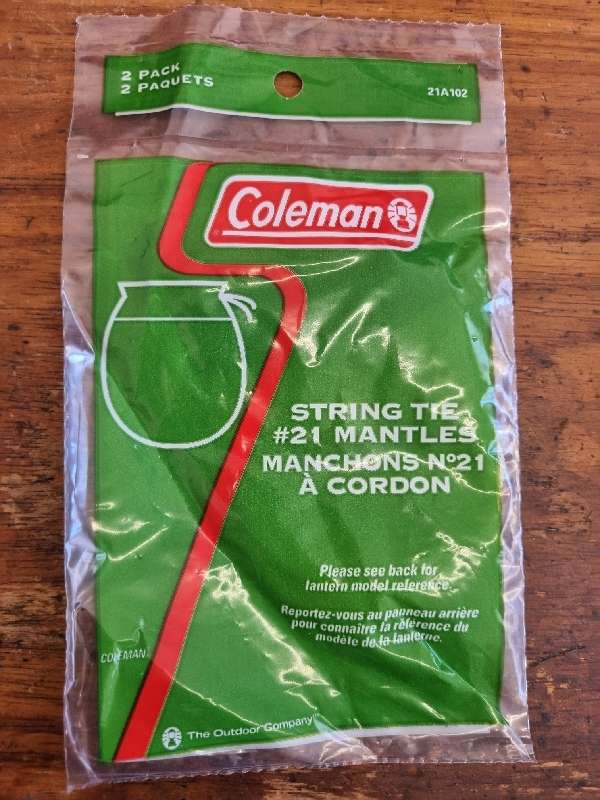 2 PACK
2 PAQUETS
21A102
Coleman
STRING TIE
#21 MANTLES
MANCHONS Nº21
À CORDON
Please see back for
lantern model reference.
Reportez-vous au panneau arrière
pour connaître la référence du
modèle de la lanterne.
COLEMAN
The Outdoor Company